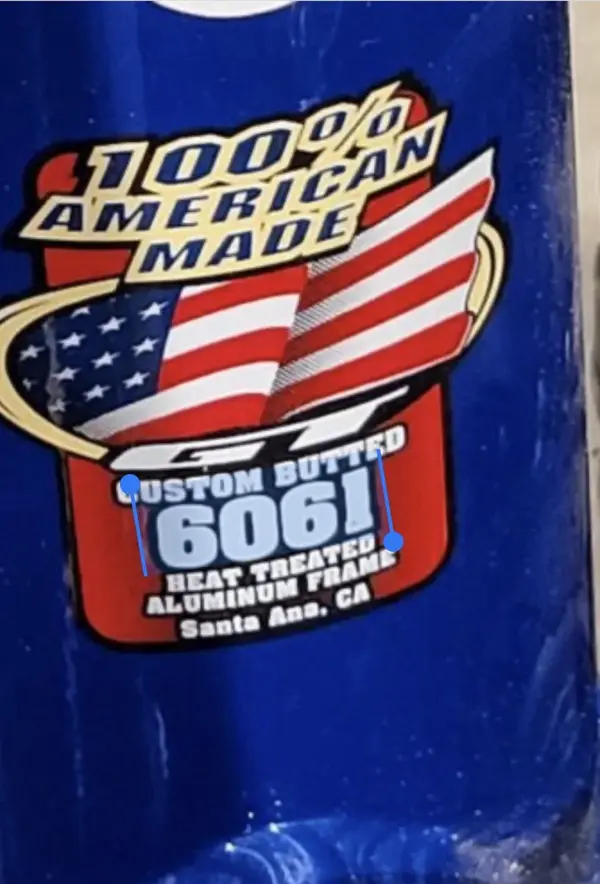 100%
AMERICAN
MADE
GT
CUSTOM BUTTED
6061
HEAT TREATED
ALUMINUM FRAME
Santa Ana, CA